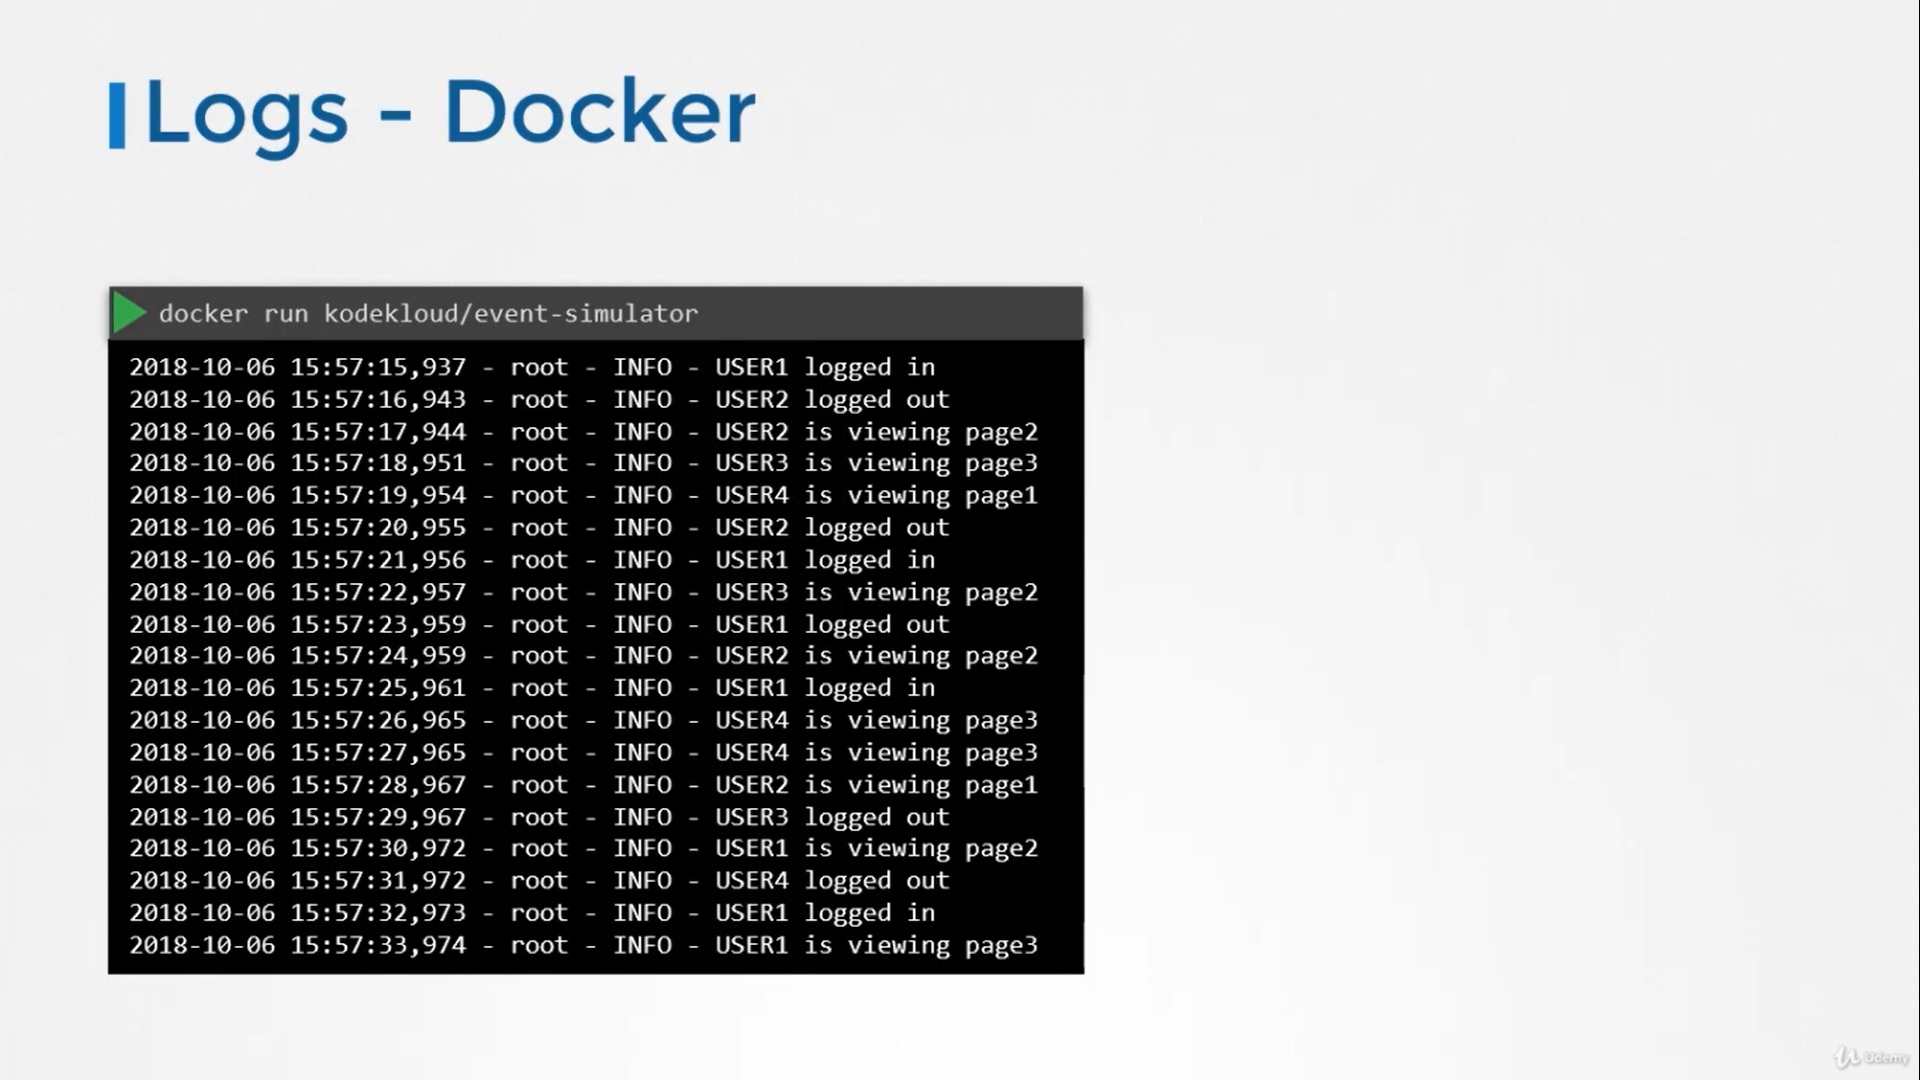 Logs - Docker
docker run kodekloud/event-simulator
2018-10-06 15:57:15,937 - root - INFO - USER1 logged in
2018-10-06 15:57:16,943 - root - INFO - USER2 logged out
2018-10-06 15:57:17,944 - root - INFO - USER2 is viewing page2
2018-10-06 15:57:18,951 - root - INFO - USER3 is viewing page3
2018-10-06 15:57:19,954 - root - INFO - USER4 is viewing page1
2018-10-06 15:57:20,955 - root - INFO - USER2 logged out
2018-10-06 15:57:21,956 - root - INFO - USER1 logged in
2018-10-06 15:57:22,957 - root - INFO - USER3 is viewing page2
2018-10-06 15:57:23,959 - root - INFO - USER1 logged out
2018-10-06 15:57:24,959 - root - INFO - USER2 is viewing page2
2018-10-06 15:57:25,961 - root - INFO - USER1 logged in
2018-10-06 15:57:26,965 - root - INFO - USER4 is viewing page3
2018-10-06 15:57:27,965 - root - INFO - USER4 is viewing page3
2018-10-06 15:57:28,967 - root - INFO - USER2 is viewing page1
2018-10-06 15:57:29,967 - root - INFO - USER3 logged out
2018-10-06 15:57:30,972 - root - INFO - USER1 is viewing page2
2018-10-06 15:57:31,972 - root - INFO - USER4 logged out
2018-10-06 15:57:32,973 - root - INFO - USER1 logged in
2018-10-06 15:57:33,974 - root - INFO - USER1 is viewing page3
Udemy